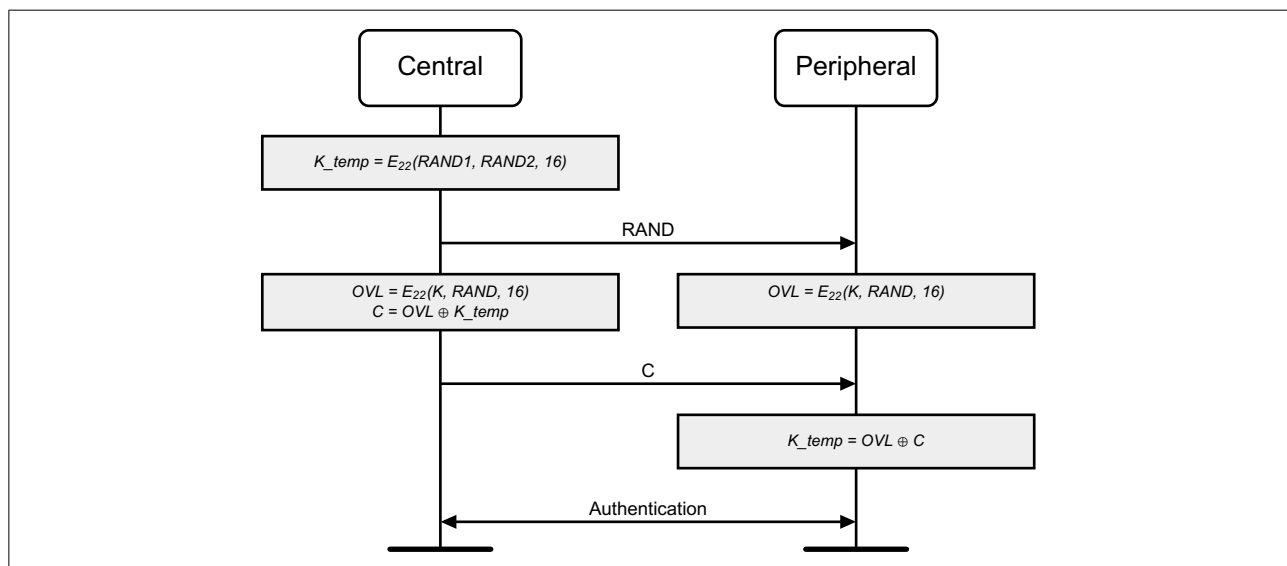 Central
Peripheral
K_temp = E₂₂(RAND1, RAND2, 16)
RAND
OVL = E₂₂(K, RAND, 16)
C = OVL ⊕ K_temp
OVL = E₂₂(K, RAND, 16)
C
K_temp = OVL ⊕ C
Authentication